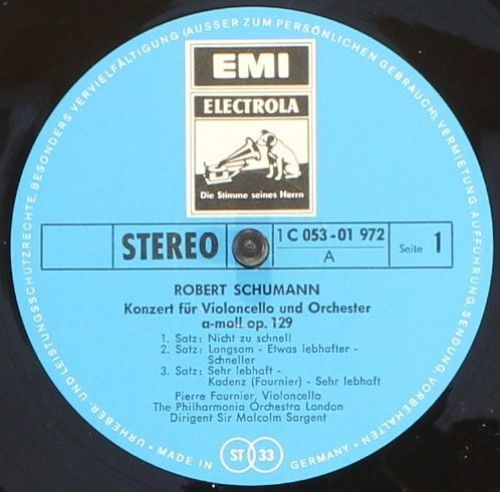 EMI
ELECTROLA
Die Stimme seines Herrn
STEREO
1 C 053-01 972
A
Seite 1
ROBERT SCHUMANN
Konzert für Violoncello und Orchester
a-moll op. 129
1. Satz: Nicht zu schnell
2. Satz: Langsam - Etwas lebhafter -
Schneller
3. Satz: Sehr lebhaft -
Kadenz (Fournier) - Sehr lebhaft
Pierre Fournier, Violoncello
The Philharmonia Orchestra London
Dirigent Sir Malcolm Sargent
URHEBER- UND LEISTUNGSSCHUTZRECHTE, BESONDERS VERVIELFÄLTIGUNG (AUSSER ZUM PERSÖNLICHEN GEBRAUCH), VERMIETUNG, AUFFÜHRUNG, SENDUNG, VORBEHALTEN
MADE IN ST 33 GERMANY